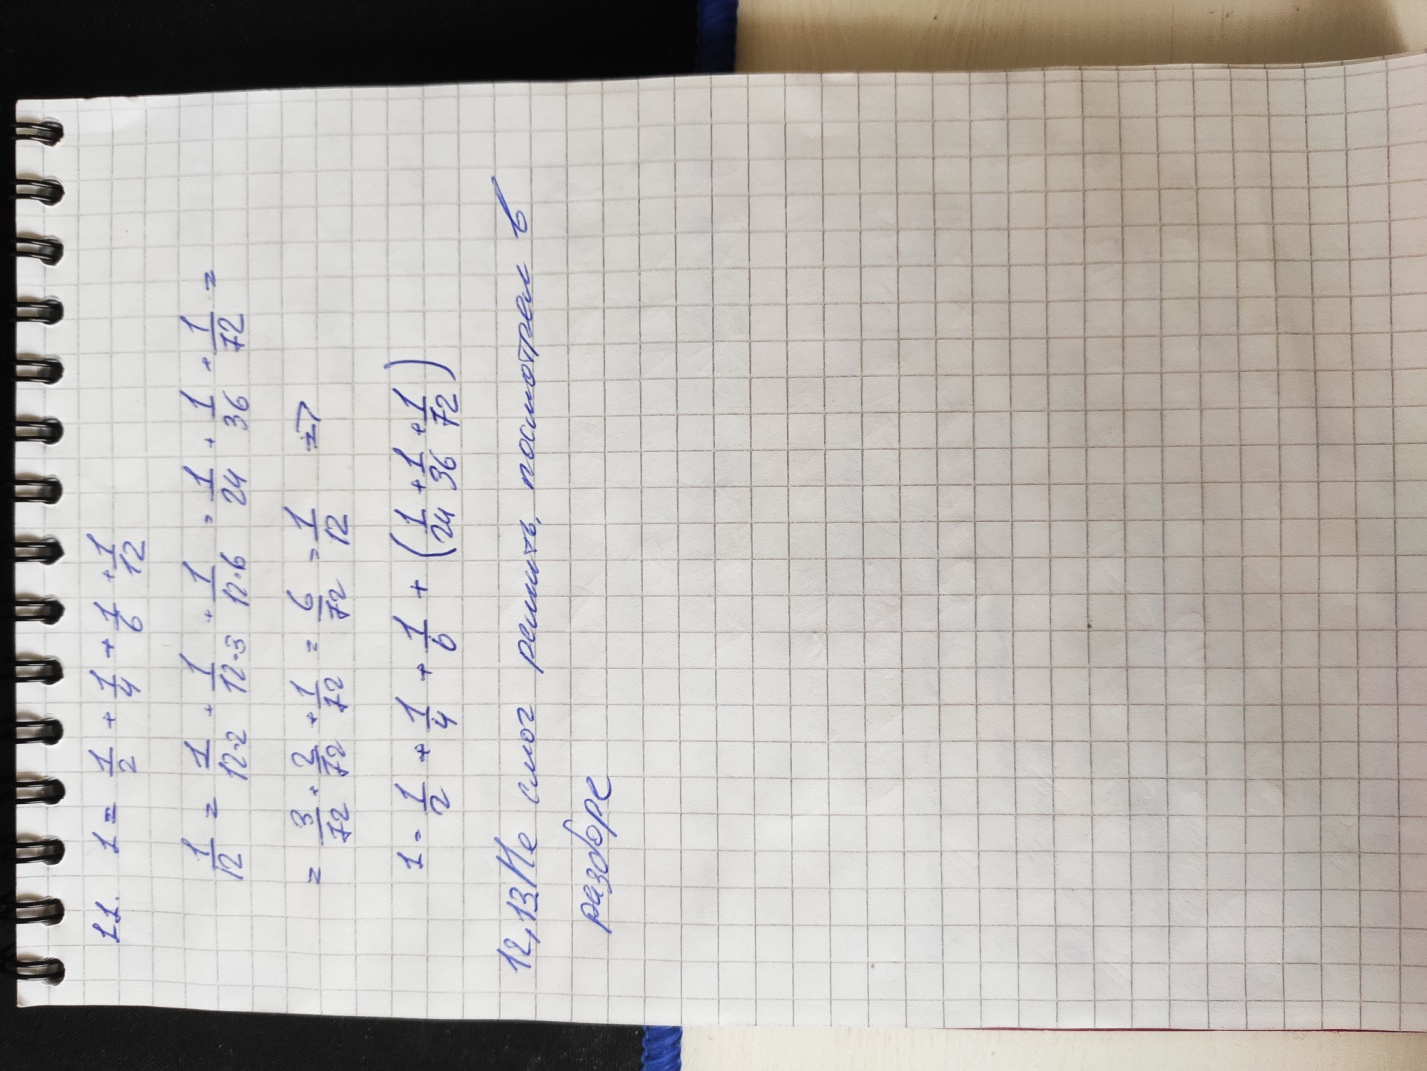 11. 1 = 1/2 + 1/4 + 1/6 + 1/12
1/12 = 1/12·2 + 1/12·3 + 1/12·6 = 1/24 + 1/36 + 1/72 =
= 3/72 + 2/72 + 1/72 = 6/72 = 1/12 =>
1 = 1/2 + 1/4 + 1/6 + (1/24 + 1/36 + 1/72)
12,13 Не смог решить, посмотрел в
разборе